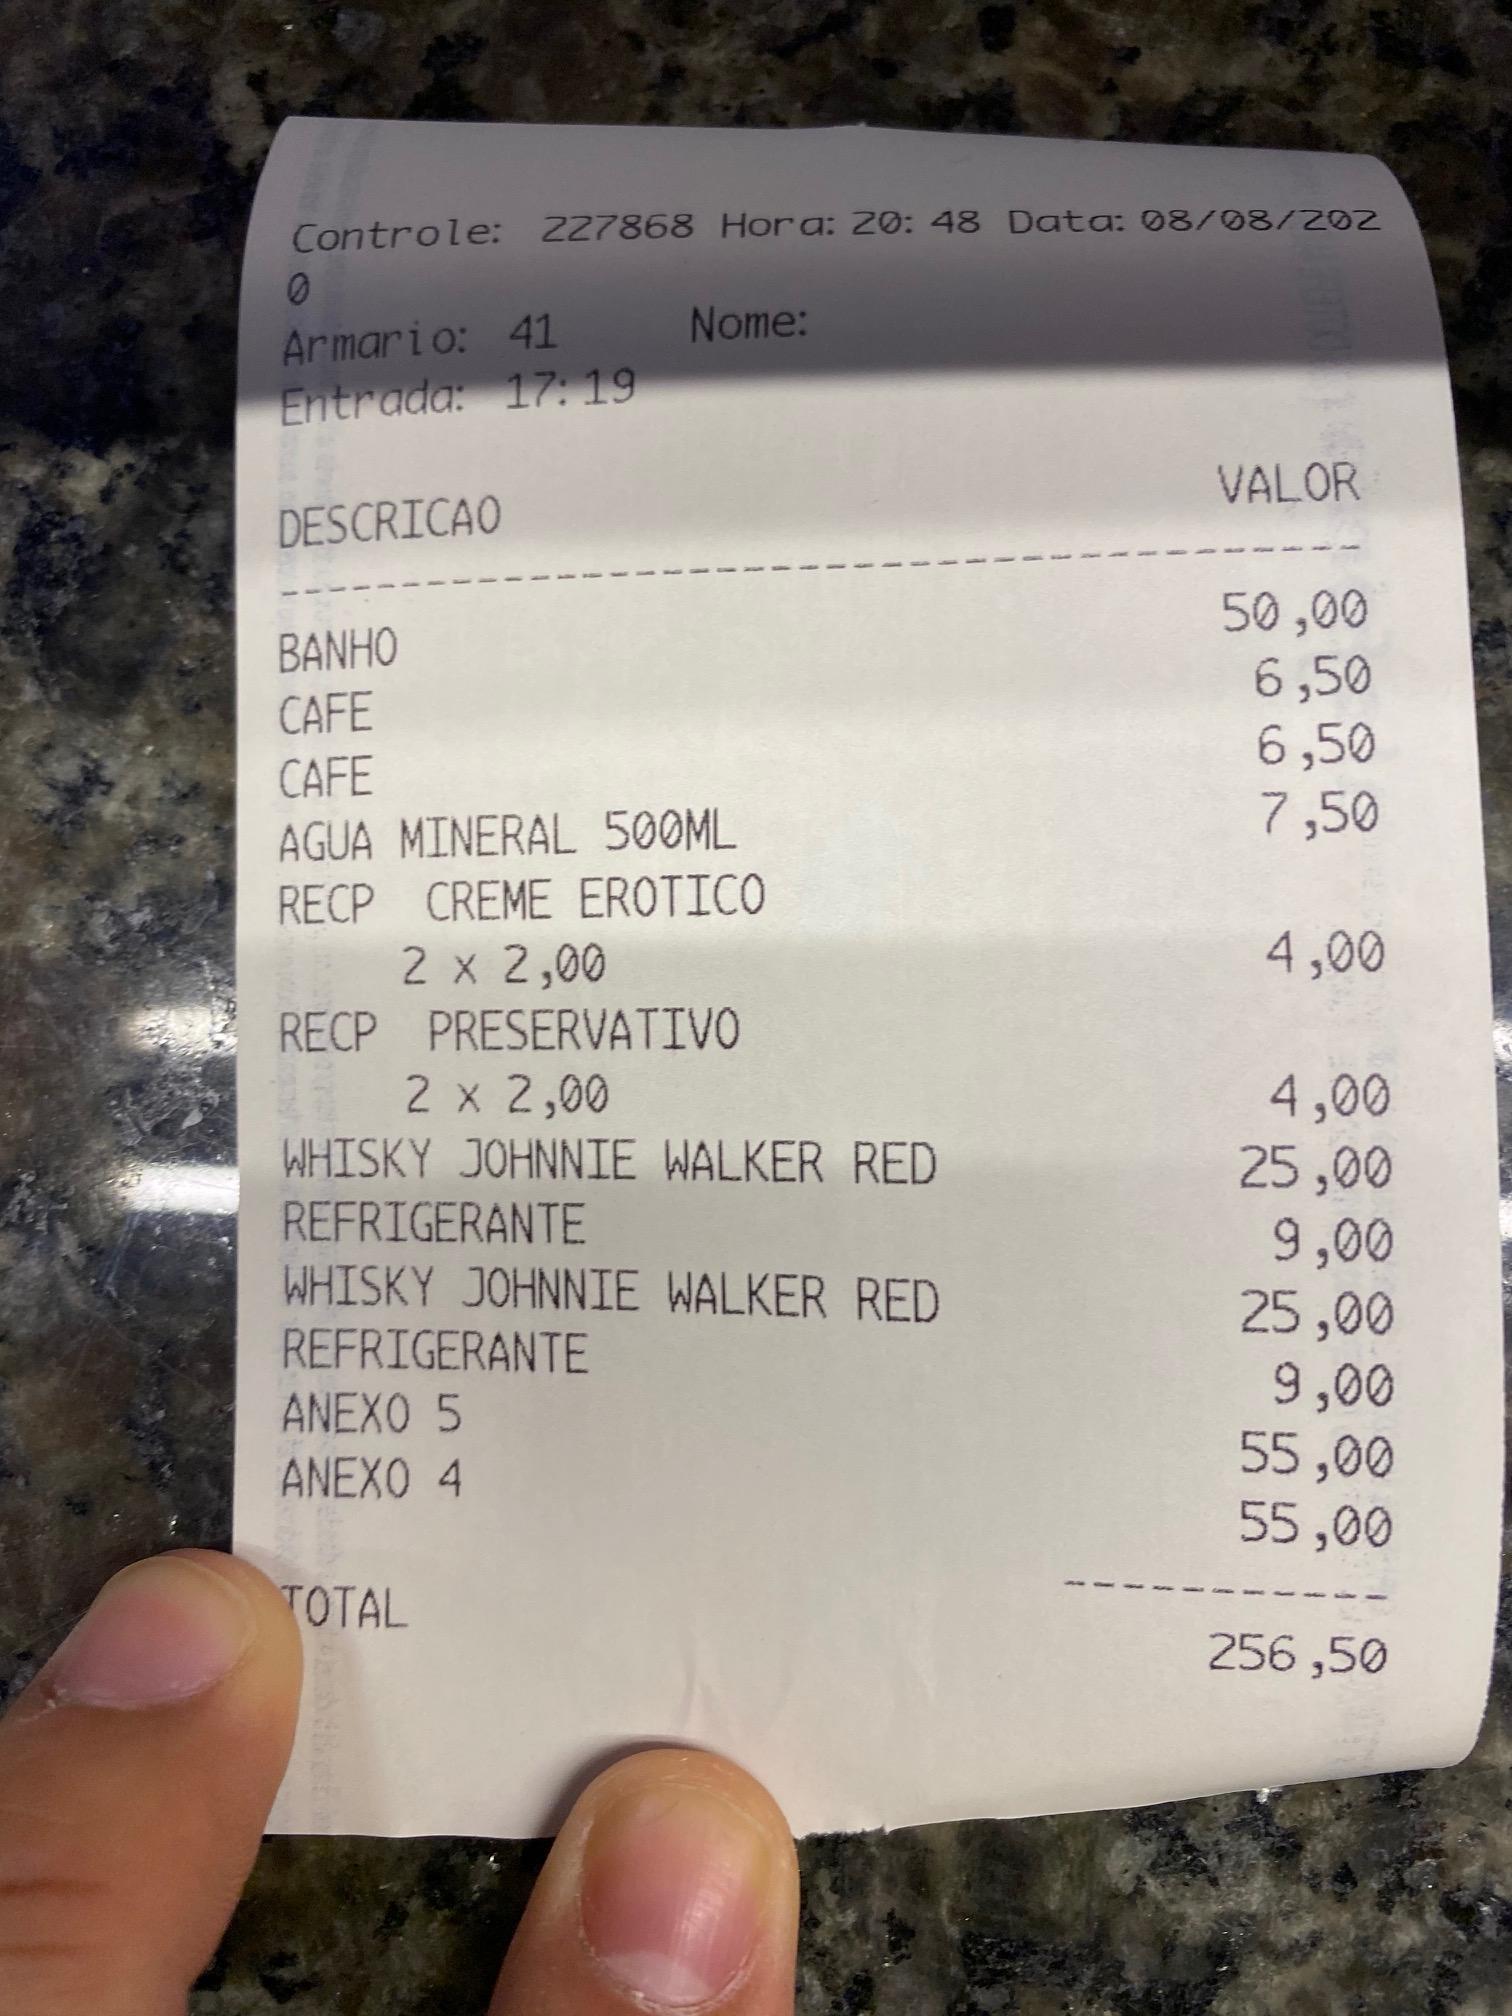 Controle: 227868 Hora: 20: 48 Data: 08/08/202
0
Armario: 41 Nome:
Entrada: 17: 19
DESCRICAO VALOR
BANHO 50,00
CAFE 6,50
CAFE 6,50
AGUA MINERAL 500ML 7,50
RECP CREME EROTICO
2 x 2,00 4,00
RECP PRESERVATIVO
2 x 2,00 4,00
WHISKY JOHNNIE WALKER RED 25,00
REFRIGERANTE 9,00
WHISKY JOHNNIE WALKER RED 25,00
REFRIGERANTE 9,00
ANEXO 5 55,00
ANEXO 4 55,00
TOTAL 256,50